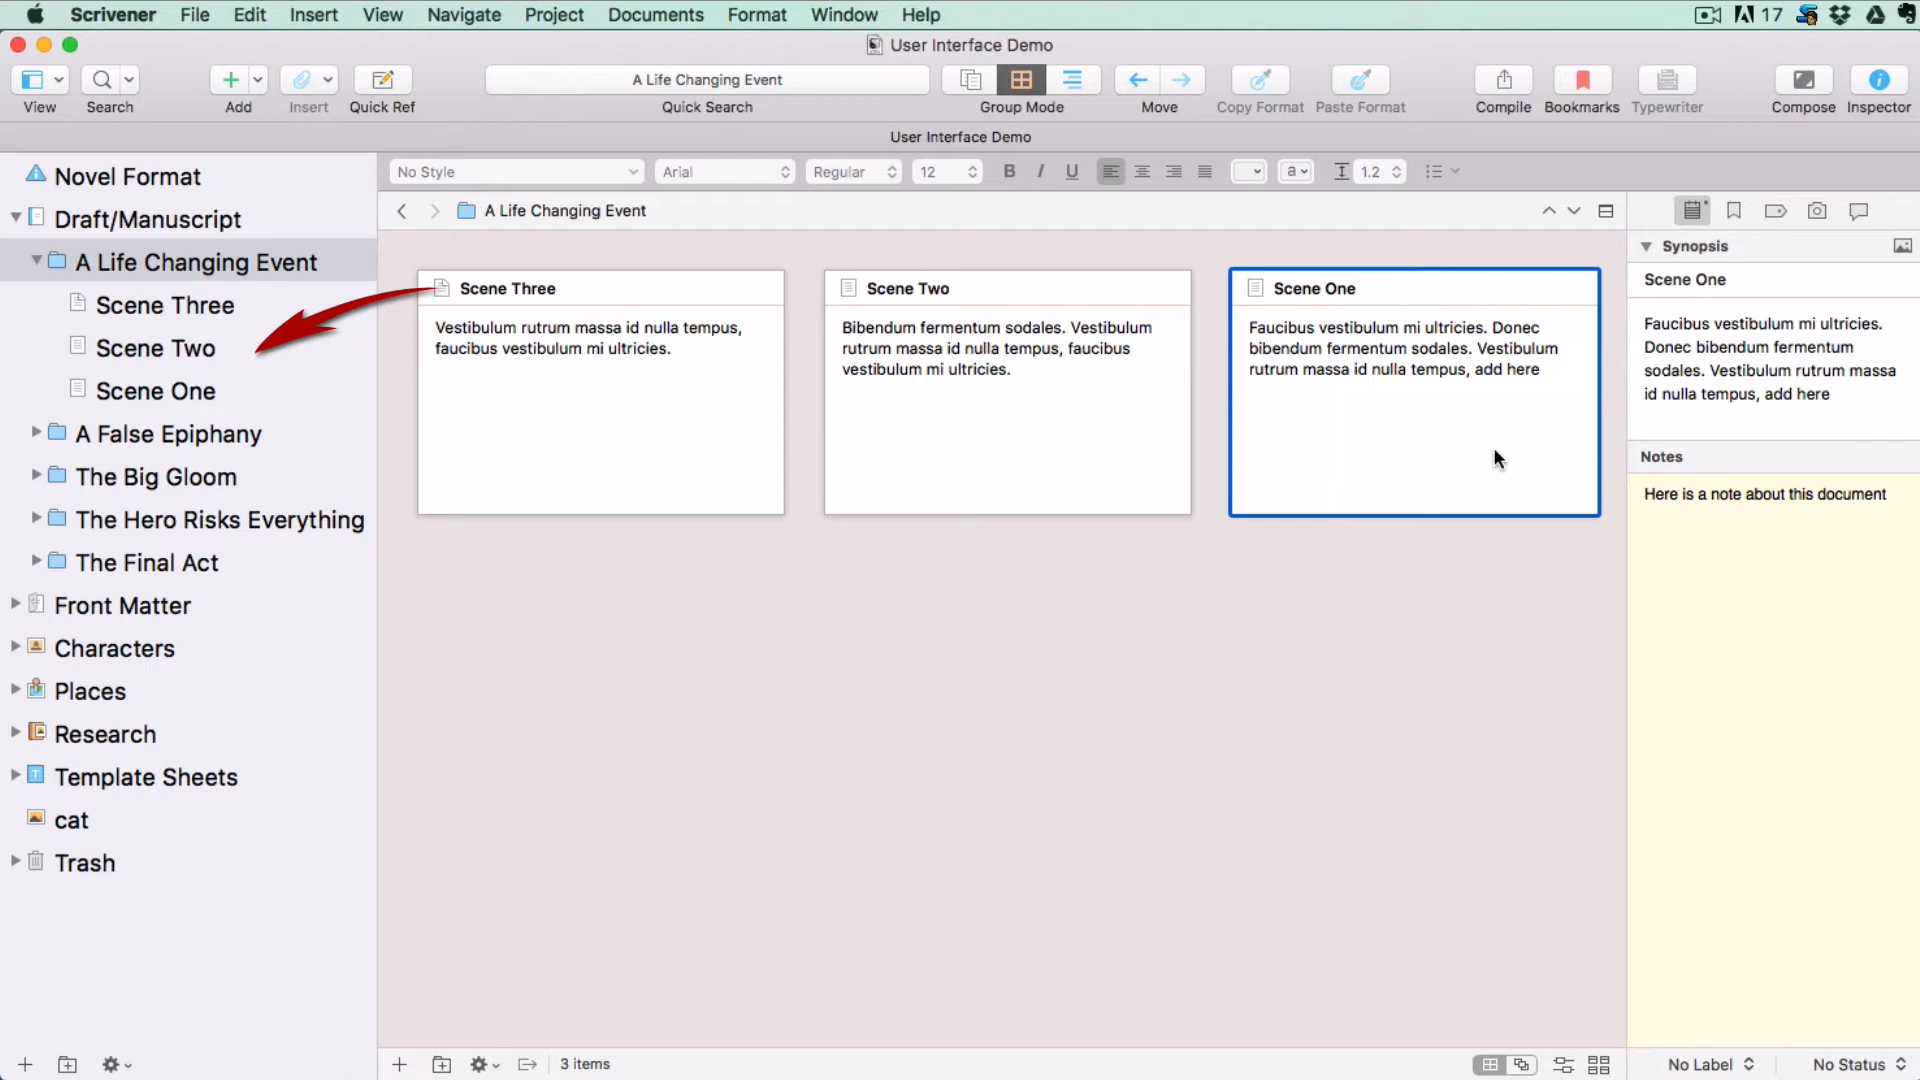 Scrivener File Edit Insert View Navigate Project Documents Format Window Help 17
User Interface Demo
A Life Changing Event
View Search Add Insert Quick Ref Quick Search Group Mode Move Copy Format Paste Format Compile Bookmarks Typewriter Compose Inspector
User Interface Demo
No Style Arial Regular 12 B I U a 1.2
Novel Format
Draft/Manuscript
A Life Changing Event
Scene Three
Scene Two
Scene One
A False Epiphany
The Big Gloom
The Hero Risks Everything
The Final Act
Front Matter
Characters
Places
Research
Template Sheets
cat
Trash
A Life Changing Event
Scene Three
Vestibulum rutrum massa id nulla tempus,
faucibus vestibulum mi ultricies.
Scene Two
Bibendum fermentum sodales. Vestibulum
rutrum massa id nulla tempus, faucibus
vestibulum mi ultricies.
Scene One
Faucibus vestibulum mi ultricies. Donec
bibendum fermentum sodales. Vestibulum
rutrum massa id nulla tempus, add here
Synopsis
Scene One
Faucibus vestibulum mi ultricies.
Donec bibendum fermentum
sodales. Vestibulum rutrum massa
id nulla tempus, add here
Notes
Here is a note about this document
3 items
No Label No Status